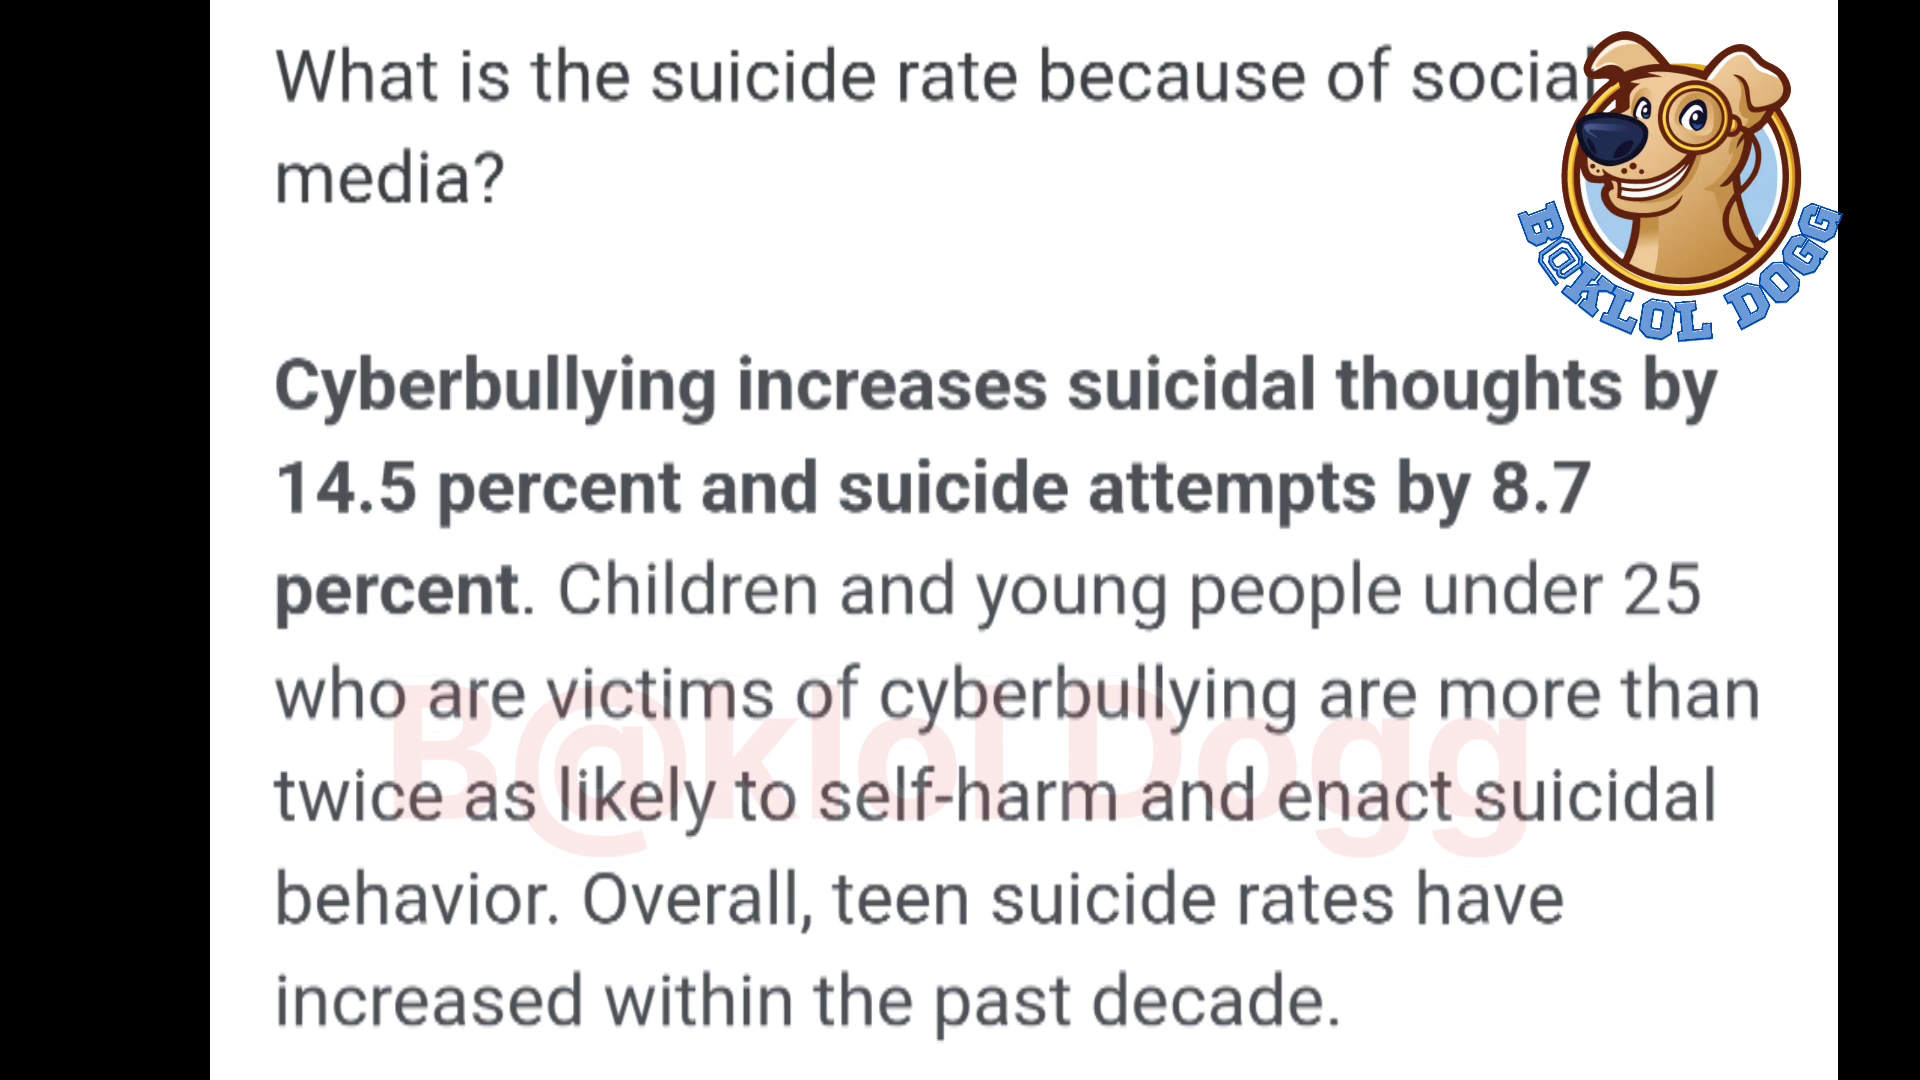 What is the suicide rate because of social
media?
B@KLOL DOGG
Cyberbullying increases suicidal thoughts by
14.5 percent and suicide attempts by 8.7
percent. Children and young people under 25
who are victims of cyberbullying are more than
B@klol Dogg
twice as likely to self-harm and enact suicidal
behavior. Overall, teen suicide rates have
increased within the past decade.